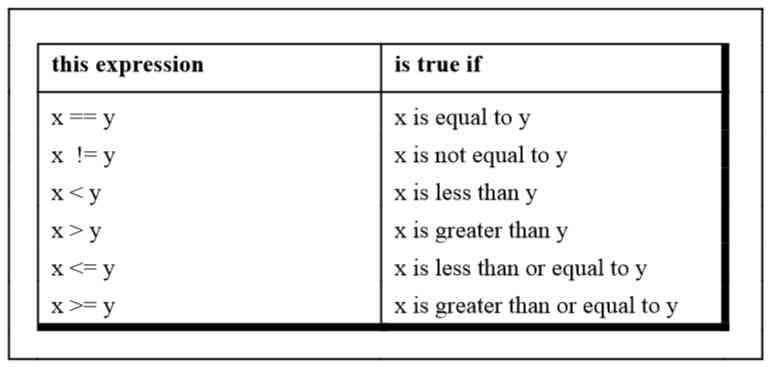 this expression is true if
x == y x is equal to y
x != y x is not equal to y
x < y x is less than y
x > y x is greater than y
x <= y x is less than or equal to y
x >= y x is greater than or equal to y